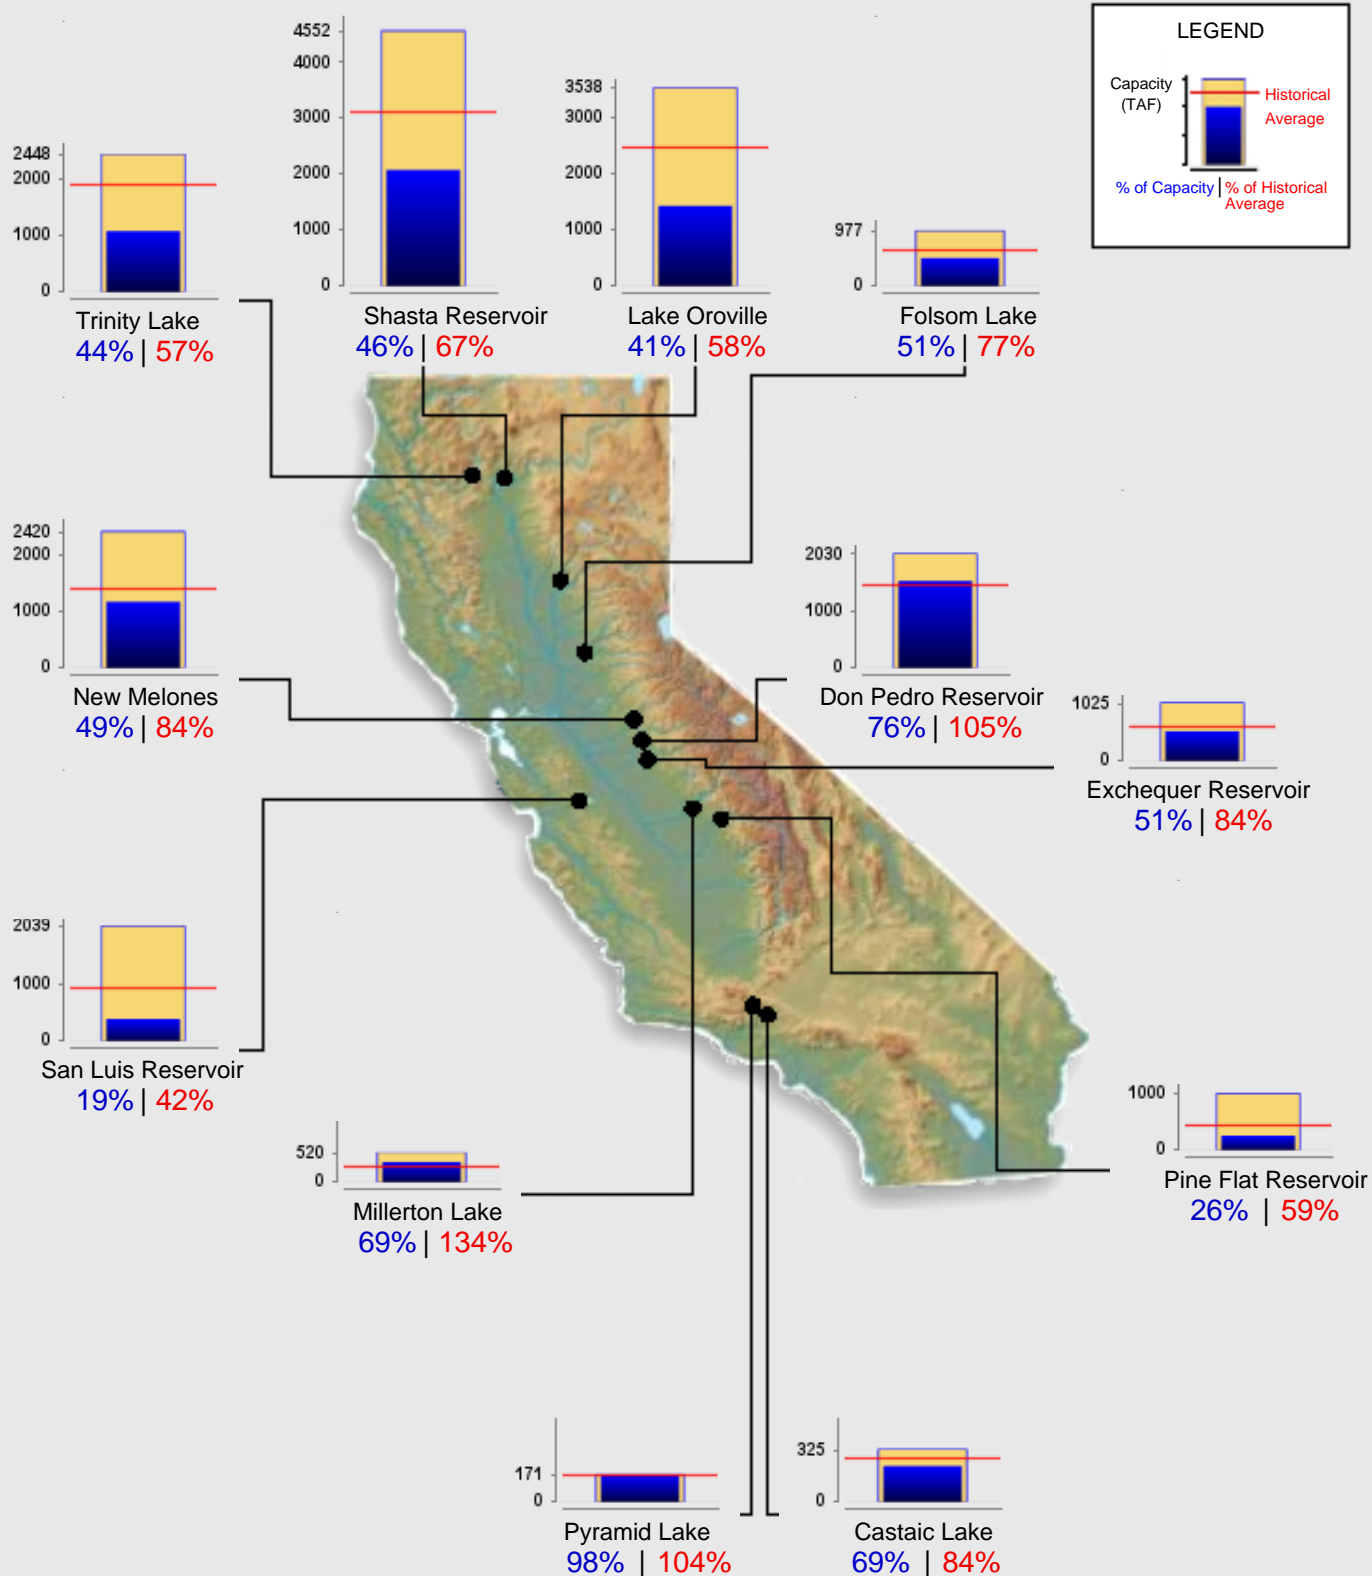 LEGEND
Capacity
(TAF)
Historical
Average
% of Capacity | % of Historical
Average
4552
4000
3000
2000
1000
0
Shasta Reservoir
46% | 67%
3538
3000
2000
1000
0
Lake Oroville
41% | 58%
2448
2000
1000
0
Trinity Lake
44% | 57%
977
0
Folsom Lake
51% | 77%
2420
2000
1000
0
New Melones
49% | 84%
2030
1000
0
Don Pedro Reservoir
76% | 105%
1025
0
Exchequer Reservoir
51% | 84%
2039
1000
0
San Luis Reservoir
19% | 42%
1000
0
Pine Flat Reservoir
26% | 59%
520
0
Millerton Lake
69% | 134%
171
0
Pyramid Lake
98% | 104%
325
0
Castaic Lake
69% | 84%